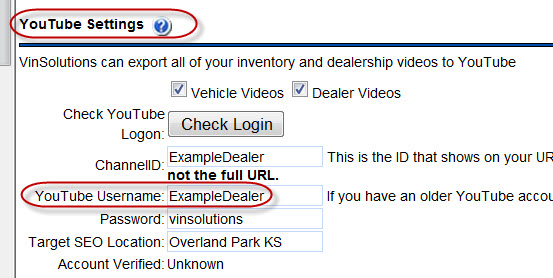 YouTube Settings ?
VinSolutions can export all of your inventory and dealership videos to YouTube
Vehicle Videos Dealer Videos
Check YouTube Logon: Check Login
ChannelID: ExampleDealer This is the ID that shows on your UR
not the full URL.
YouTube Username: ExampleDealer If you have an older YouTube accou
Password: vinsolutions
Target SEO Location: Overland Park KS
Account Verified: Unknown